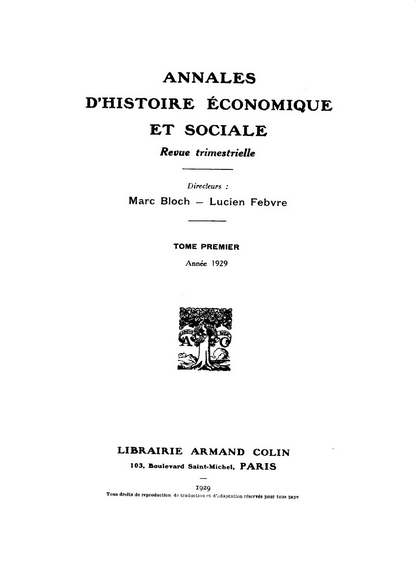 ANNALES
D'HISTOIRE ÉCONOMIQUE
ET SOCIALE
Revue trimestrielle
Directeurs :
Marc Bloch — Lucien Febvre
TOME PREMIER
Année 1929
A C
LIBRAIRIE ARMAND COLIN
103, Boulevard Saint-Michel, PARIS
1929
Tous droits de reproduction de traduction et d'adaptation réservés pour tous pays